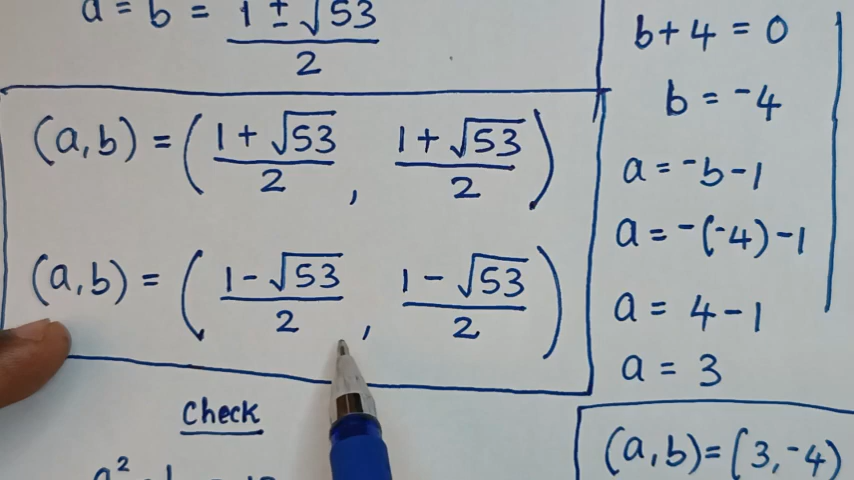 a = b = 1 ± √53 / 2
(a,b) = ( 1 + √53 / 2 , 1 + √53 / 2 )
(a,b) = ( 1 - √53 / 2 , 1 - √53 / 2 )
Check
b + 4 = 0
b = -4
a = -b - 1
a = -(-4) - 1
a = 4 - 1
a = 3
(a,b) = (3,-4)